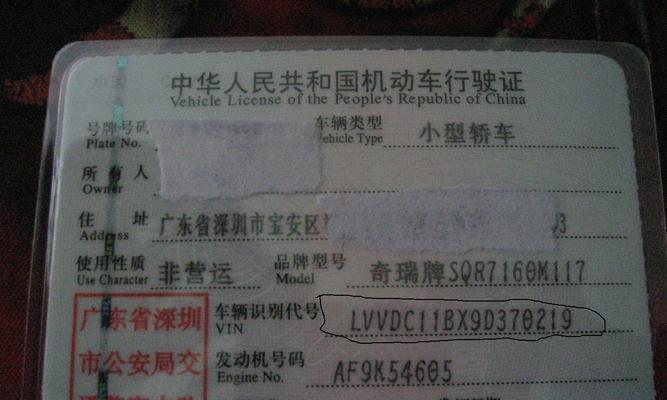 中华人民共和国机动车行驶证
Vehicle License of the People's Republic of China
号牌号码 车辆类型 小型轿车
Plate No. Vehicle Type
所有人
Owner
住址 广东省深圳市宝安区
Address
使用性质 非营运 品牌型号 奇瑞牌SQR7160M117
Use Character Model
广东省深圳 车辆识别代号 LVVDC11BX9D370219
VIN
市公安局交 发动机号码 AF9K54605
Engine No.